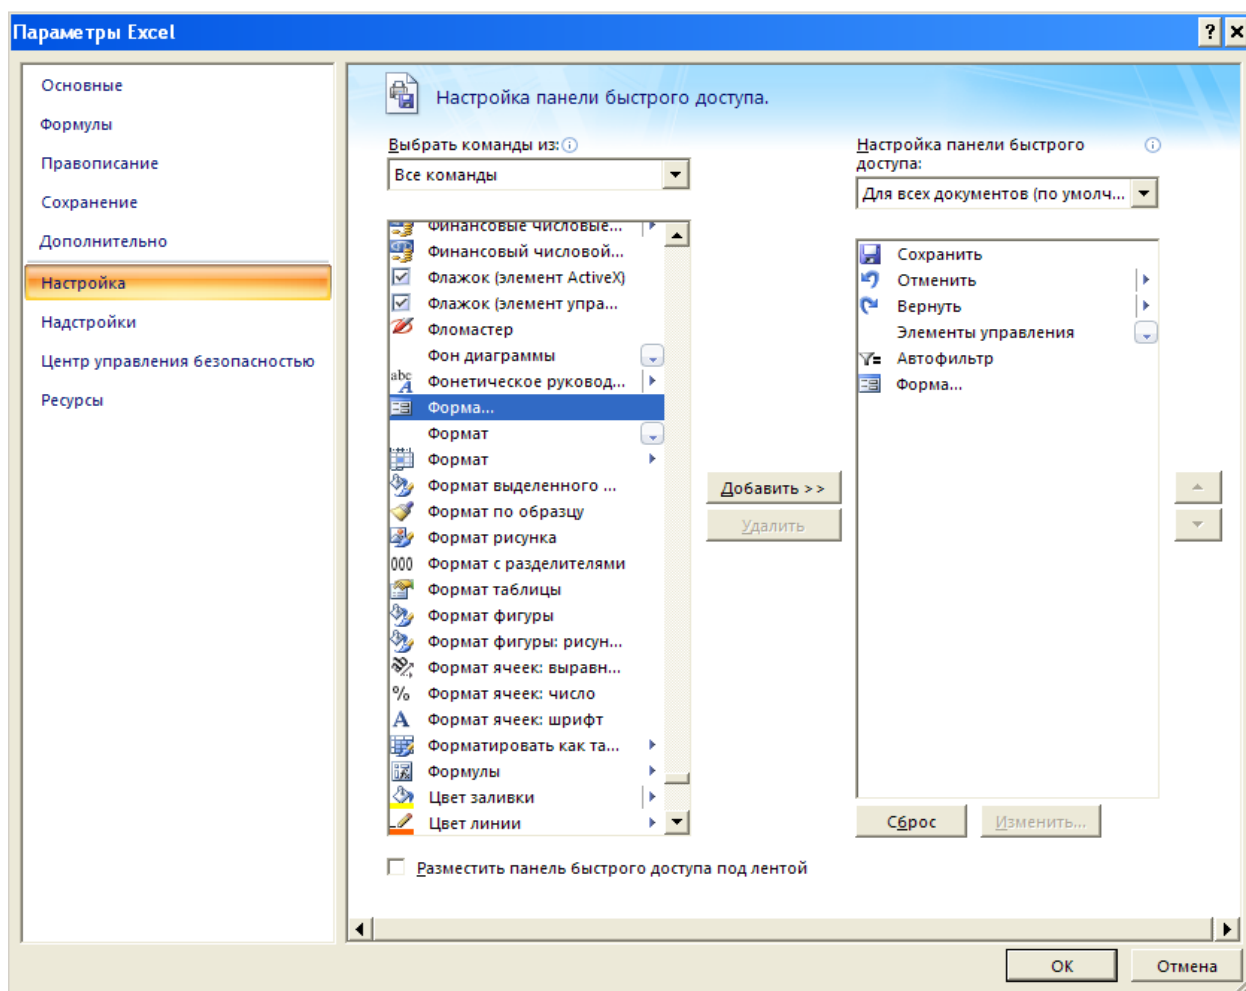 Параметры Excel
Основные
Формулы
Правописание
Сохранение
Дополнительно
Настройка
Надстройки
Центр управления безопасностью
Ресурсы
Настройка панели быстрого доступа.
Выбрать команды из:
Все команды
Финансовые числовые...
Финансовый числовой...
Флажок (элемент ActiveX)
Флажок (элемент упра...
Фломастер
Фон диаграммы
Фонетическое руковод...
Форма...
Формат
Формат
Формат выделенного ...
Формат по образцу
Формат рисунка
000 Формат с разделителями
Формат таблицы
Формат фигуры
Формат фигуры: рисун...
Формат ячеек: выравн...
% Формат ячеек: число
Формат ячеек: шрифт
Форматировать как та...
Формулы
Цвет заливки
Цвет линии
Разместить панель быстрого доступа под лентой
Добавить >>
Удалить
Настройка панели быстрого
доступа:
Для всех документов (по умолч...
Сохранить
Отменить
Вернуть
Элементы управления
Автофильтр
Форма...
Сброс
Изменить...
ОК
Отмена